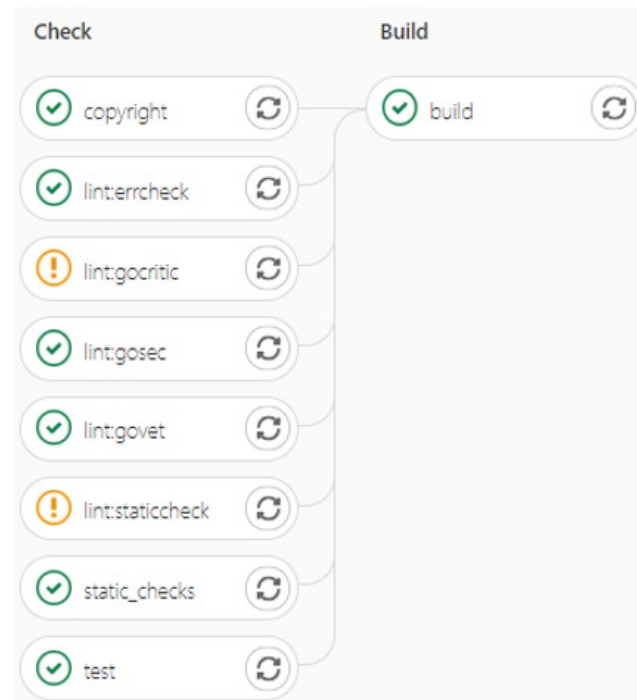 Check
Build
copyright
build
lint:errcheck
lint:gocritic
lint:gosec
lint:govet
lint:staticcheck
static_checks
test